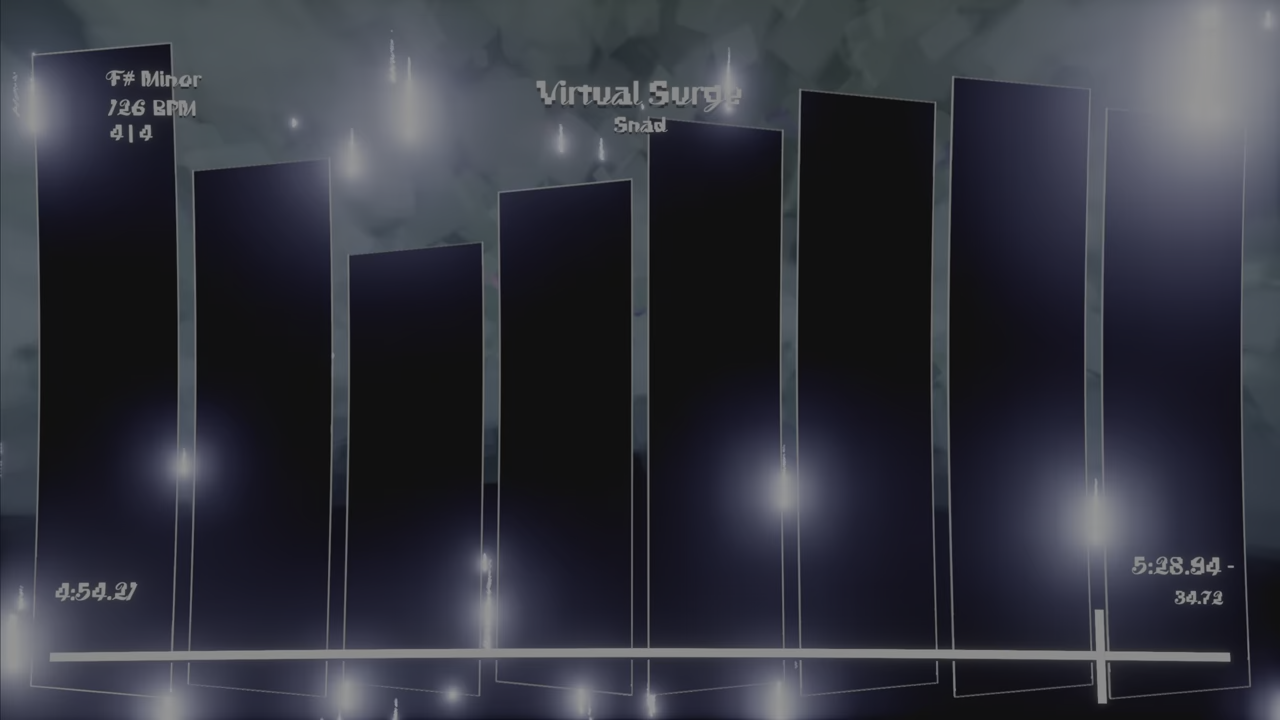 F# Minor
126 BPM
4|4
Virtual Surge
Snad
4:54.21
5:28.94 -
34.72